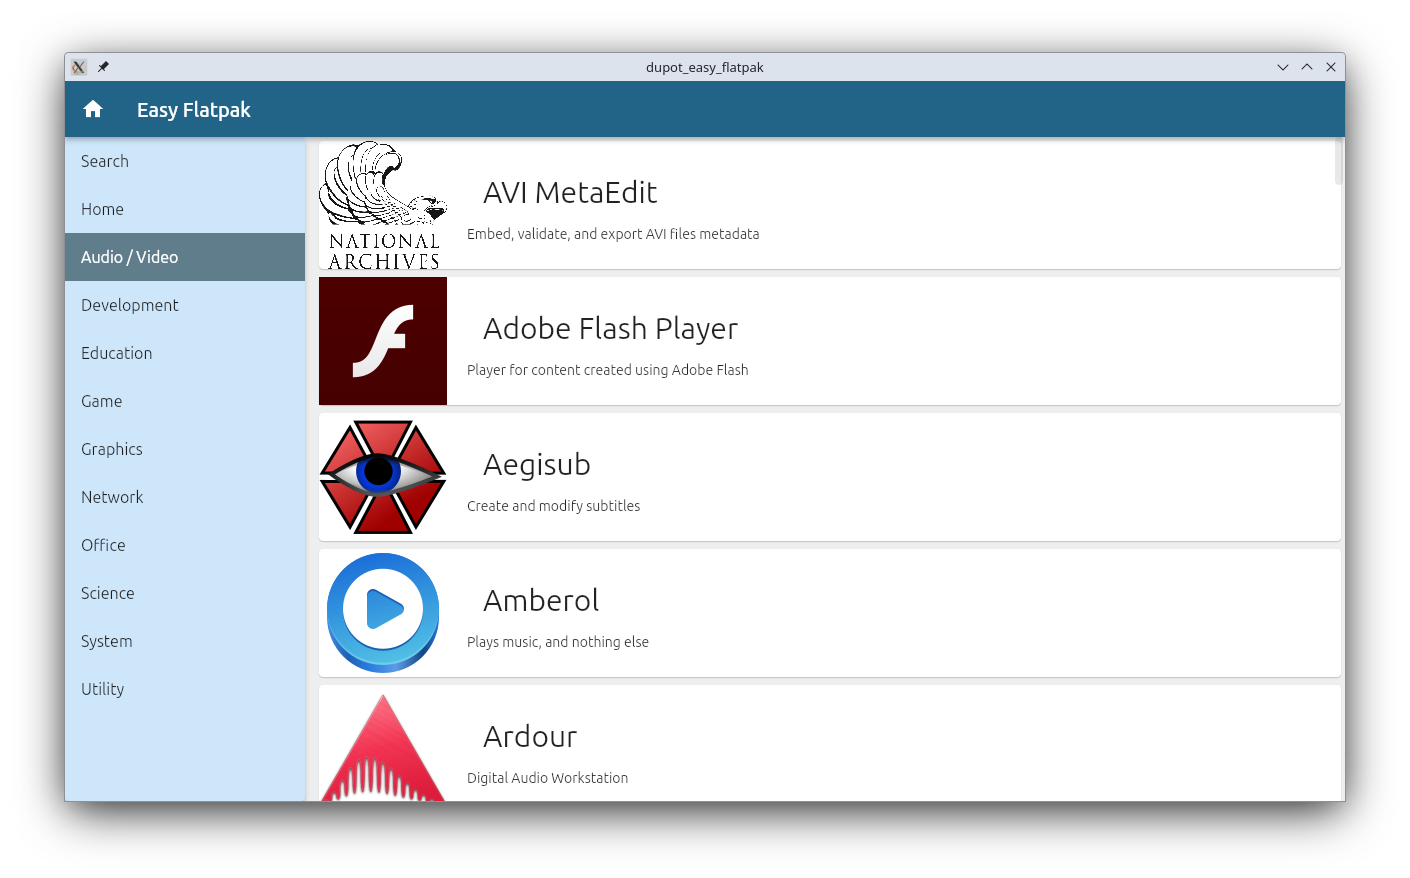 dupot_easy_flatpak
Easy Flatpak
Search
Home
Audio / Video
Development
Education
Game
Graphics
Network
Office
Science
System
Utility
NATIONAL
ARCHIVES
AVI MetaEdit
Embed, validate, and export AVI files metadata
Adobe Flash Player
Player for content created using Adobe Flash
Aegisub
Create and modify subtitles
Amberol
Plays music, and nothing else
Ardour
Digital Audio Workstation